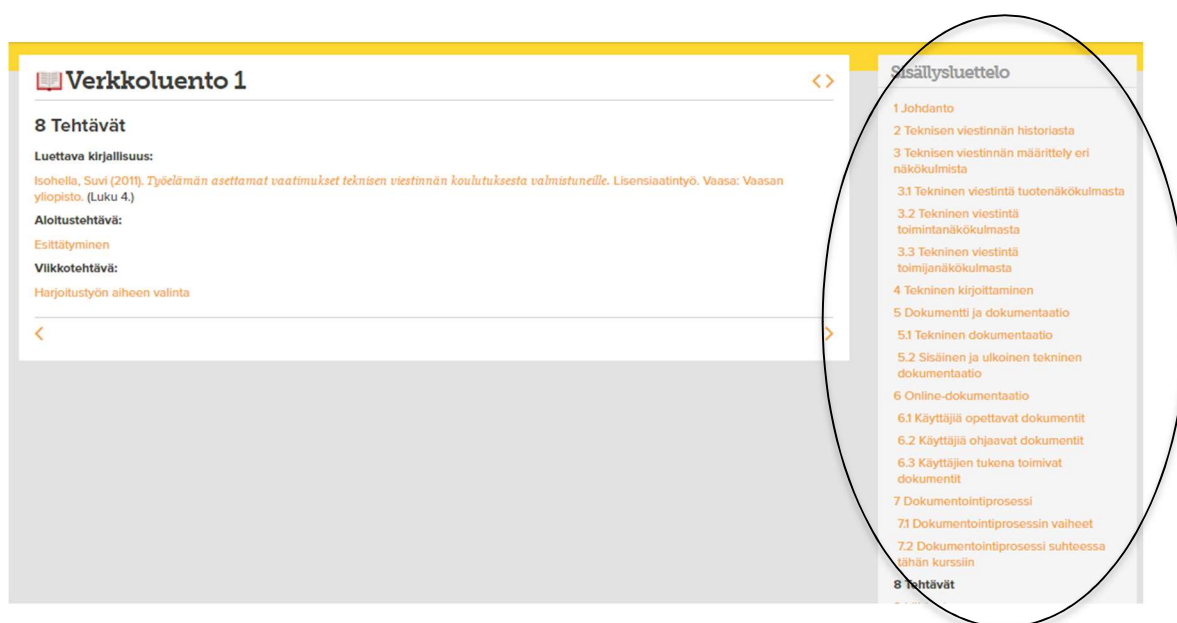 Verkkoluento 1
8 Tehtävät
Luettava kirjallisuus:
Isohella, Suvi (2011). Työelämän asettamat vaatimukset teknisen viestinnän koulutuksesta valmistuneille. Lisensiaatintyö. Vaasa: Vaasan
yliopisto. (Luku 4.)
Aloitustehtävä:
Esittätyminen
Viikkotehtävä:
Harjoitustyön aiheen valinta
Sisällysluettelo
1 Johdanto
2 Teknisen viestinnän historiasta
3 Teknisen viestinnän määrittely eri
näkökulmista
3.1 Tekninen viestintä tuotenäkökulmasta
3.2 Tekninen viestintä
toimintanäkökulmasta
3.3 Tekninen viestintä
toimijanäkökulmasta
4 Tekninen kirjoittaminen
5 Dokumentti ja dokumentaatio
5.1 Tekninen dokumentaatio
5.2 Sisäinen ja ulkoinen tekninen
dokumentaatio
6 Online-dokumentaatio
6.1 Käyttäjiä opettavat dokumentit
6.2 Käyttäjiä ohjaavat dokumentit
6.3 Käyttäjien tukena toimivat
dokumentit
7 Dokumentointiprosessi
7.1 Dokumentointiprosessin vaiheet
7.2 Dokumentointiprosessi suhteessa
tähän kurssiin
8 Tehtävät